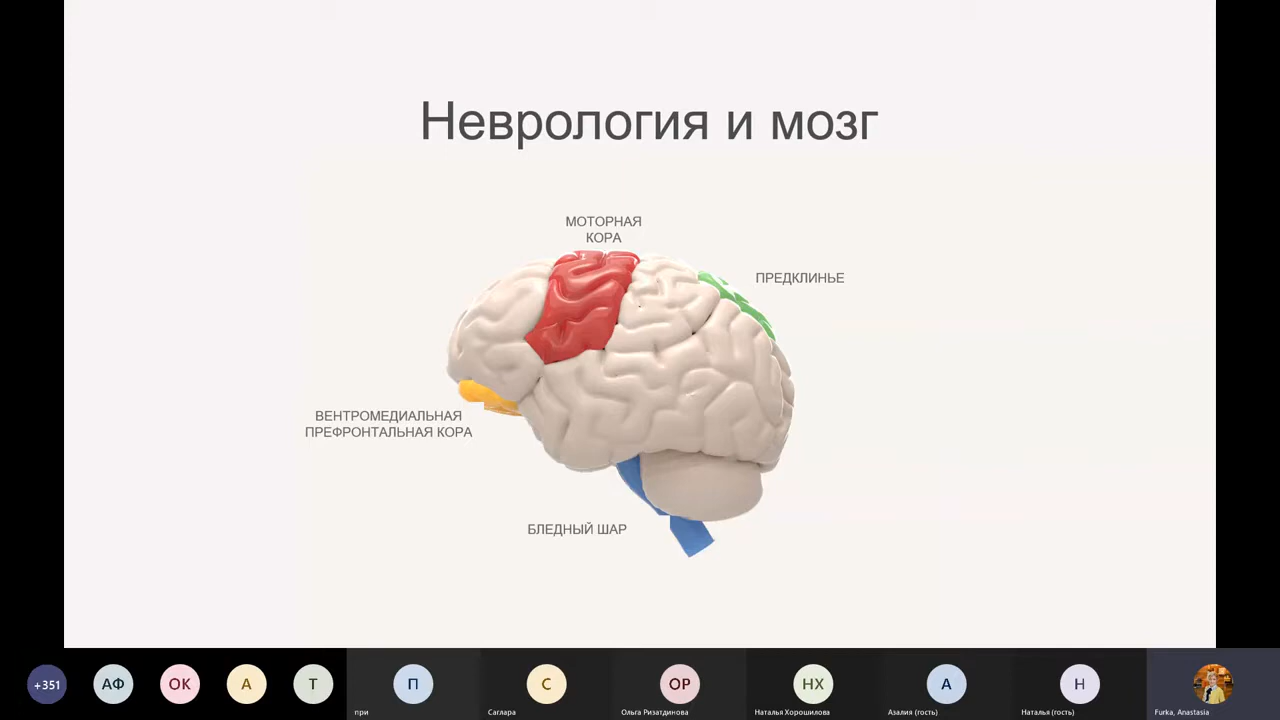 Неврология и мозг
МОТОРНАЯ
КОРА
ПРЕДКЛИНЬЕ
ВЕНТРОМЕДИАЛЬНАЯ
ПРЕФРОНТАЛЬНАЯ КОРА
БЛЕДНЫЙ ШАР
+351
АФ
ОК
А
Т
П
С
ОР
НХ
А
Н
при
Саглара
Ольга Ризатдинова
Наталья Хорошилова
Азалия (гость)
Наталья (гость)
Furka, Anastasia